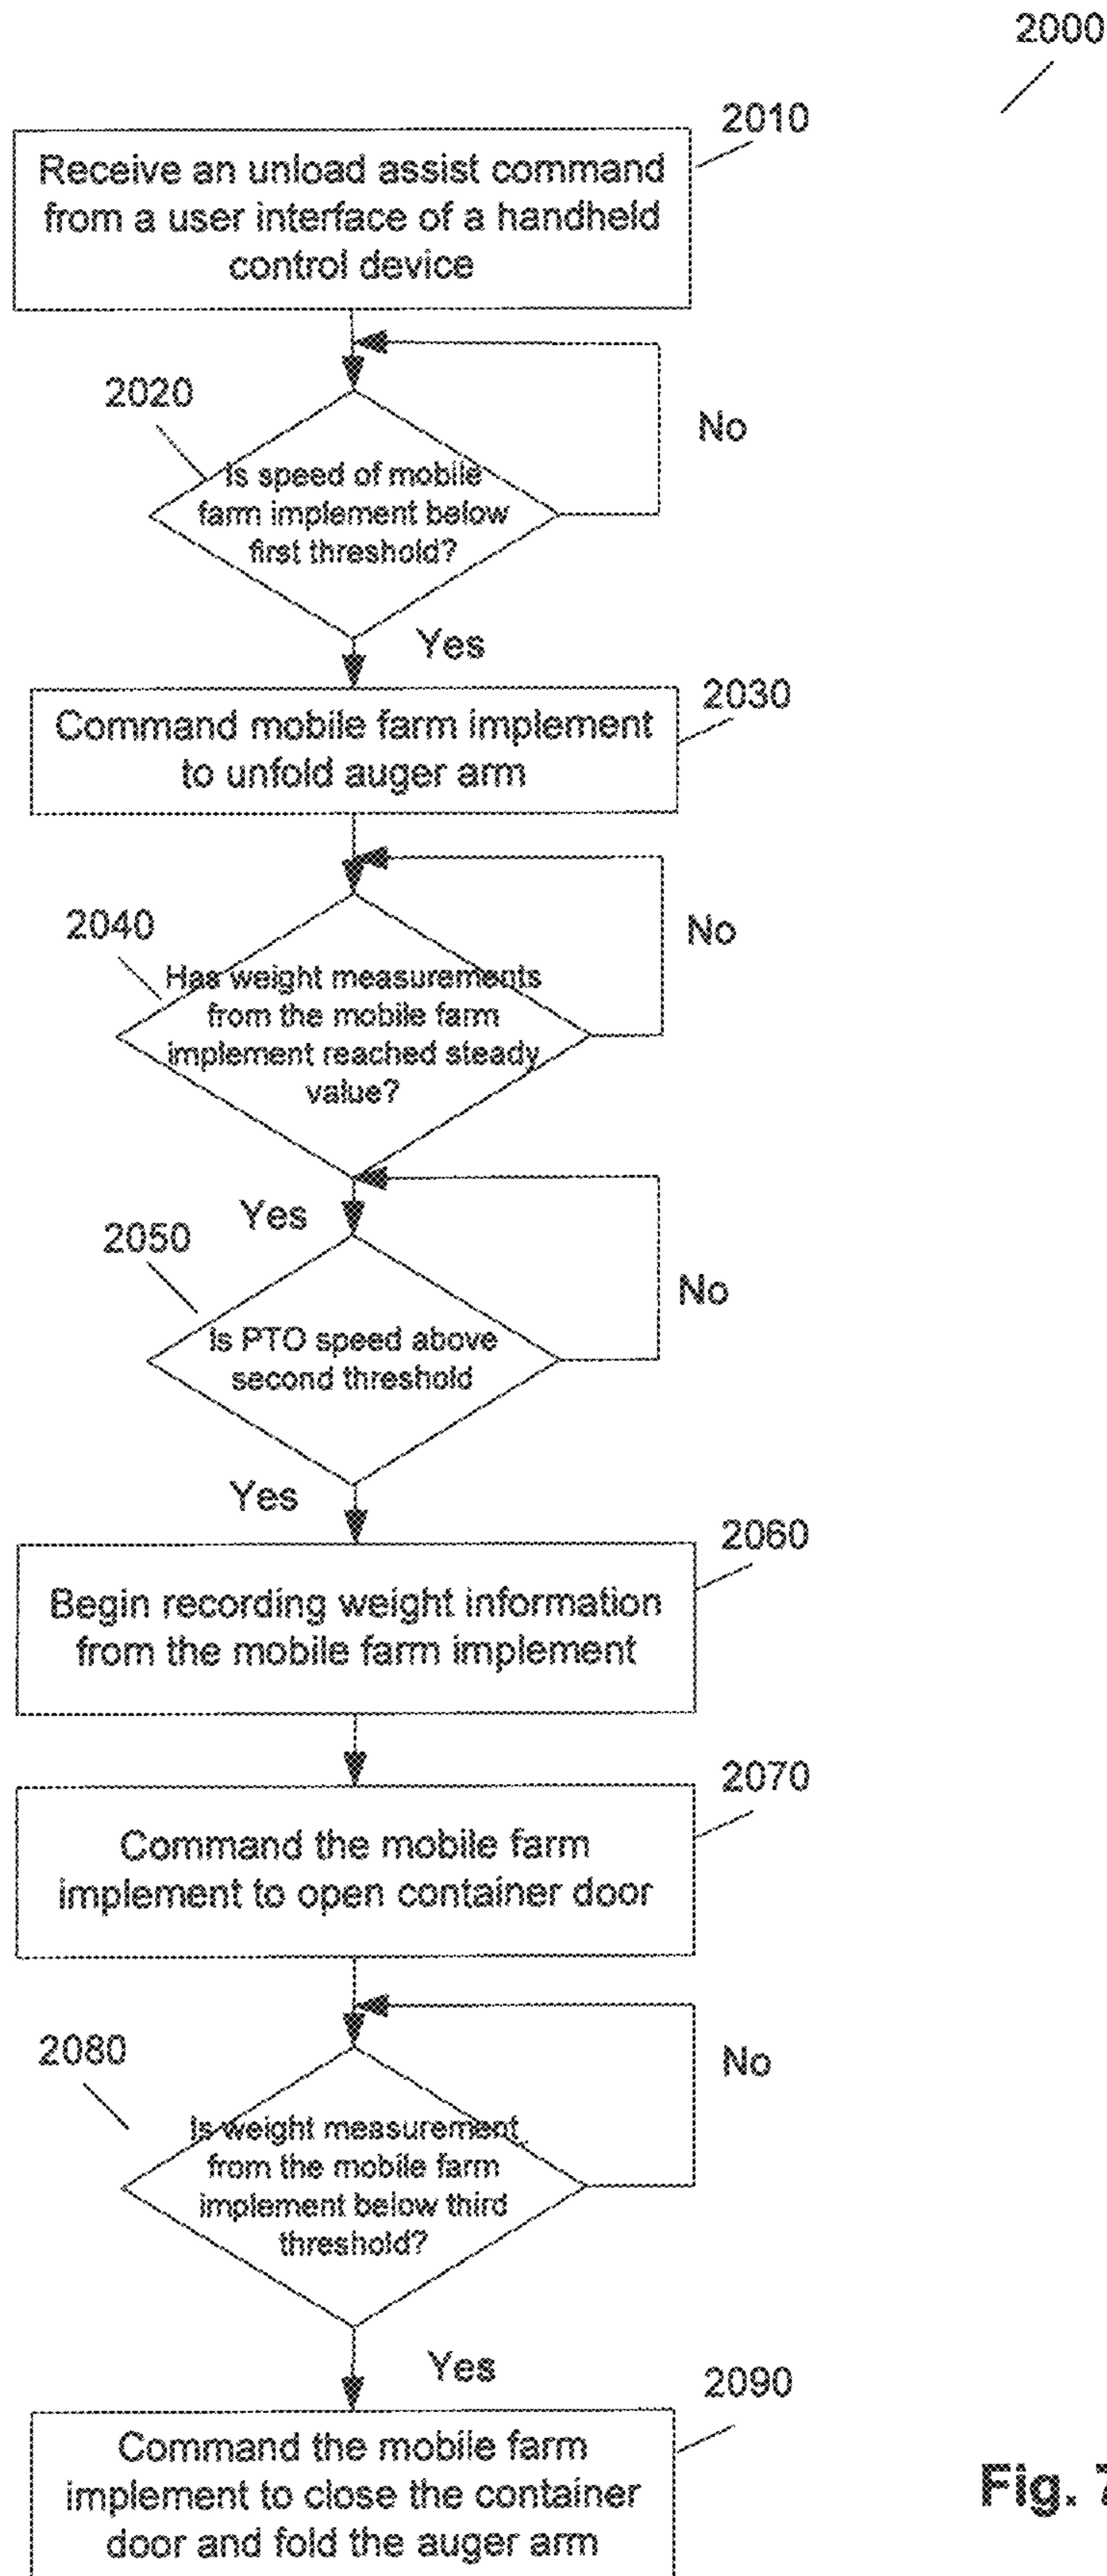 2000
2010
Receive an unload assist command
from a user interface of a handheld
control device
2020
No
Is speed of mobile
farm implement below
first threshold?
Yes
2030
Command mobile farm implement
to unfold auger arm
2040
No
Has weight measurements
from the mobile farm
implement reached steady
value?
Yes
2050
No
Is PTO speed above
second threshold
Yes
2060
Begin recording weight information
from the mobile farm implement
2070
Command the mobile farm
implement to open container door
2080
No
Is weight measurement
from the mobile farm
implement below third
threshold?
Yes
2090
Command the mobile farm
implement to close the container
door and fold the auger arm
Fig. 7